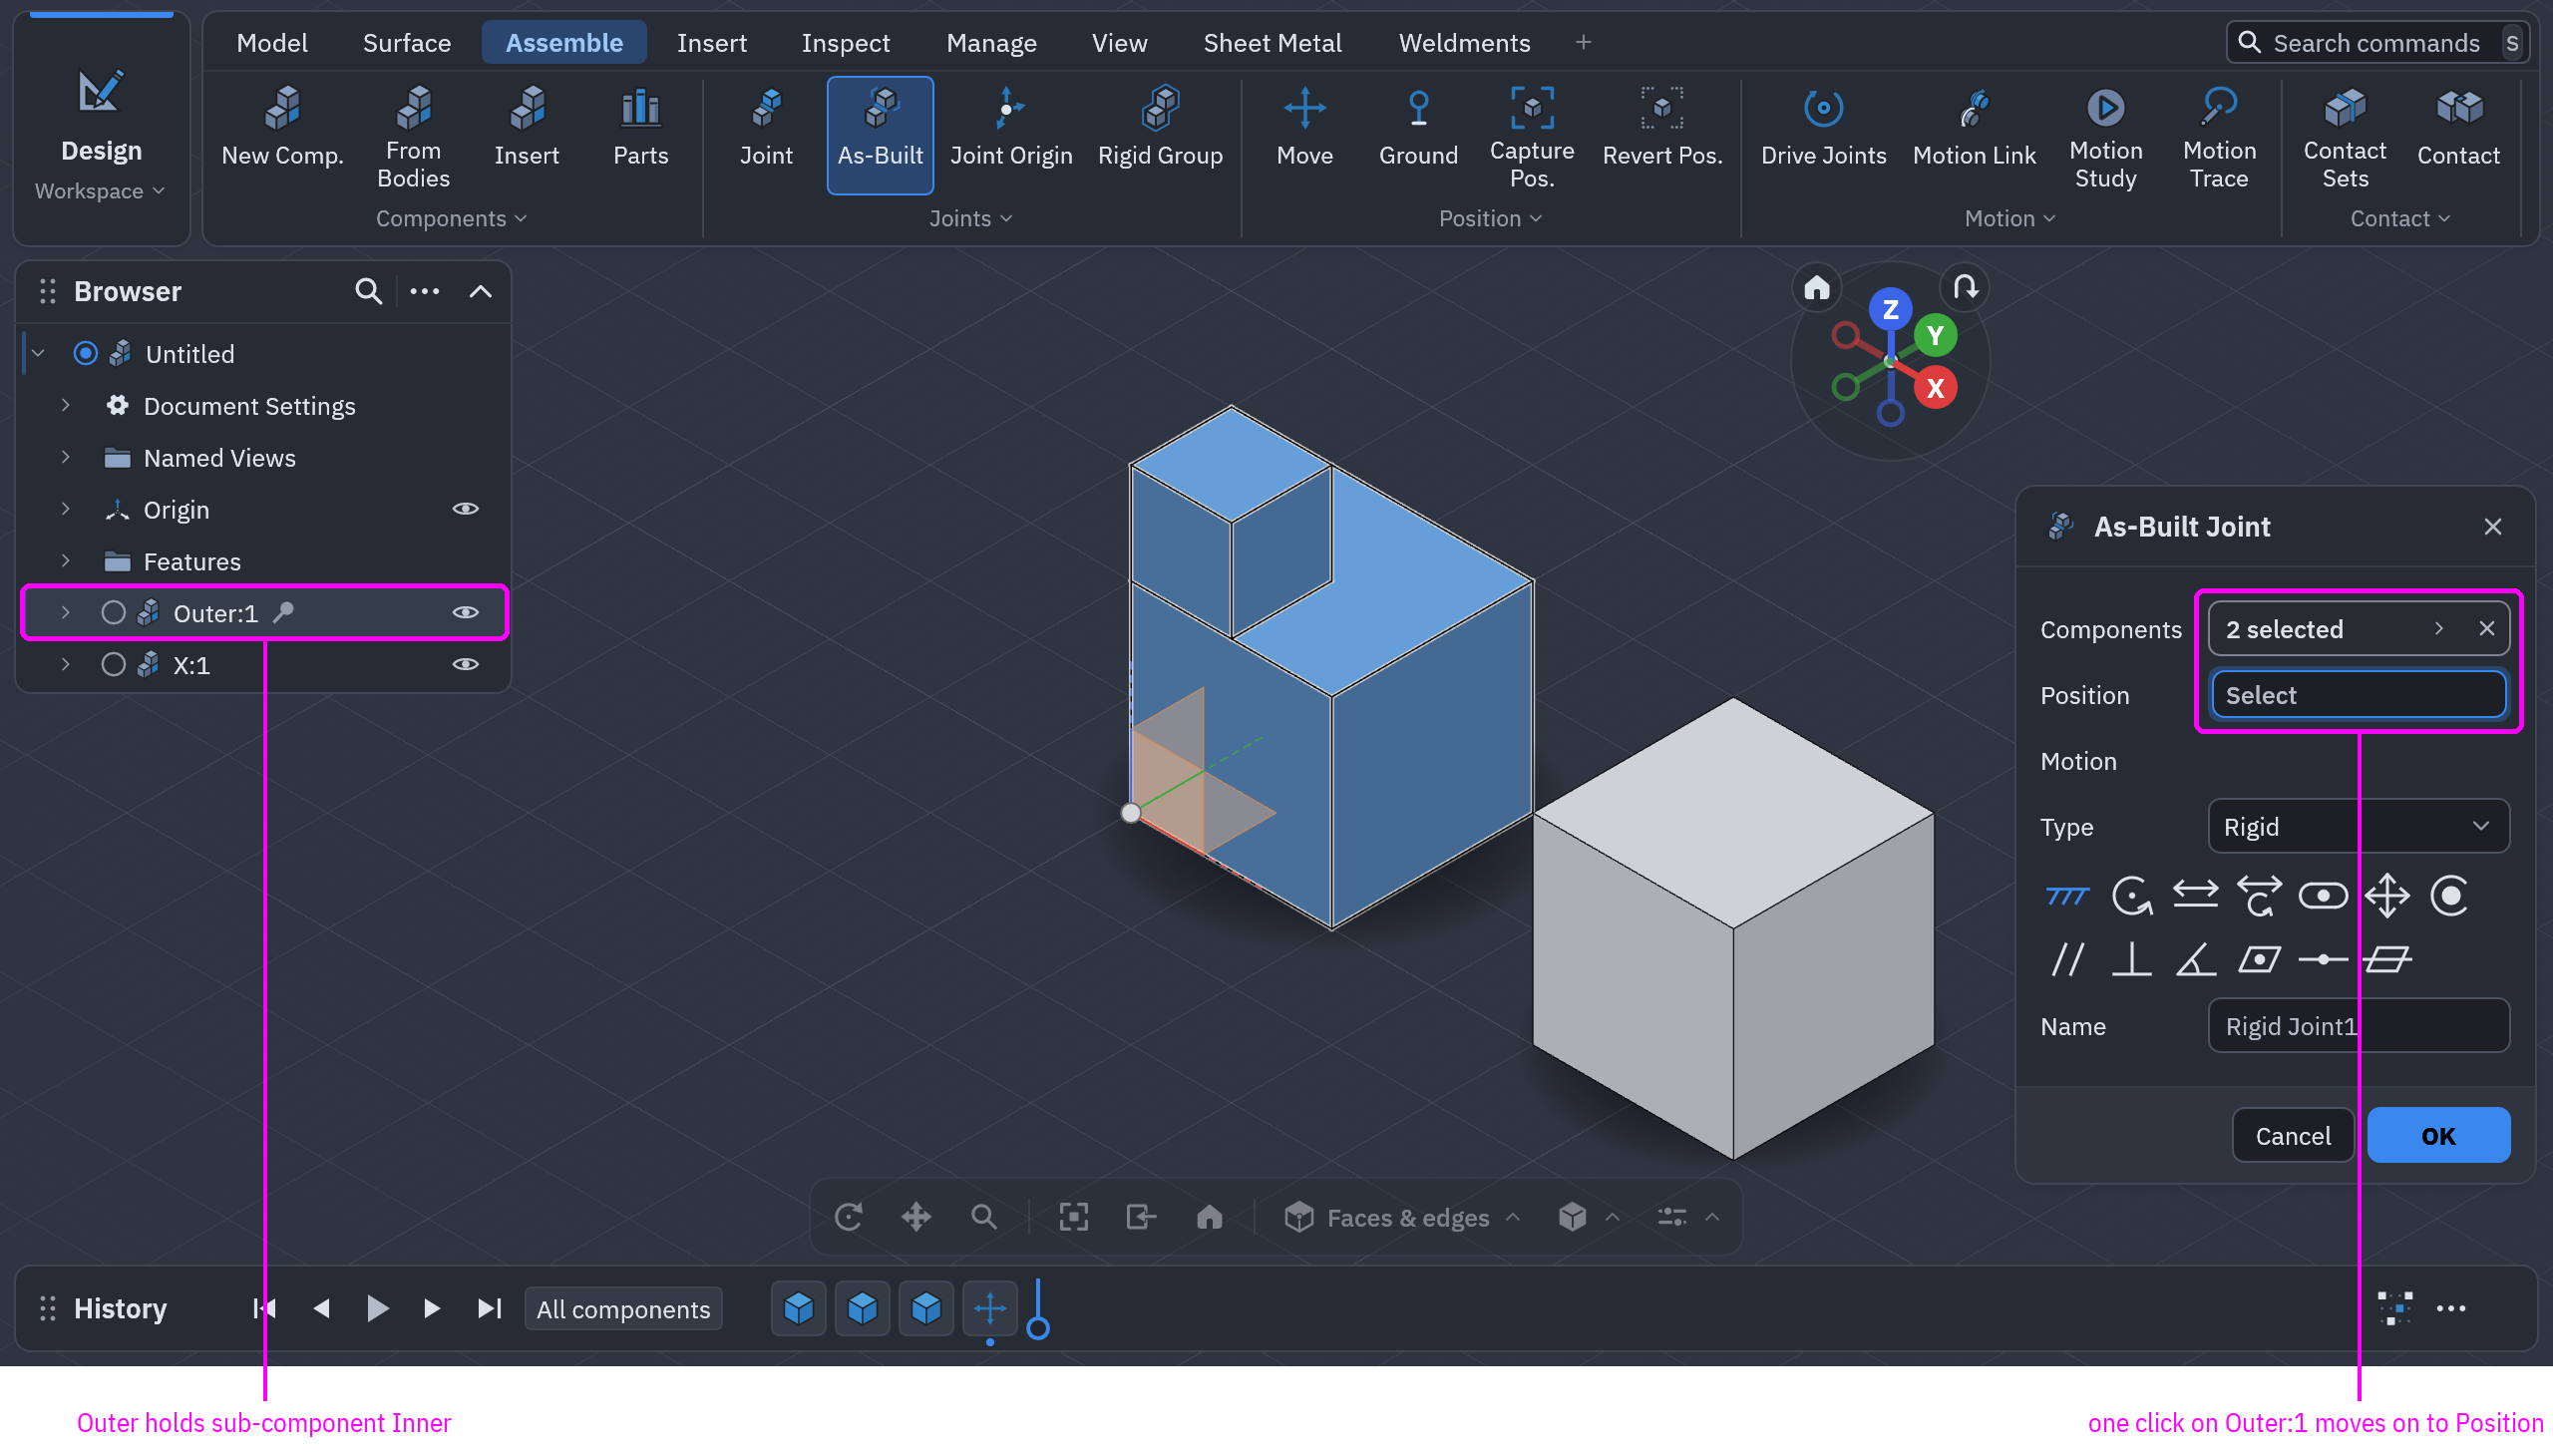 Design
Workspace
Model Surface Assemble Insert Inspect Manage View Sheet Metal Weldments +
Search commands S
New Comp. From Bodies Insert Parts
Components
Joint As-Built Joint Origin Rigid Group
Joints
Move Ground Capture Pos. Revert Pos.
Position
Drive Joints Motion Link Motion Study Motion Trace
Motion
Contact Sets Contact
Contact
Browser
Untitled
Document Settings
Named Views
Origin
Features
Outer:1
X:1
Z
Y
X
As-Built Joint
Components 2 selected
Position Select
Motion
Type Rigid
Name Rigid Joint1
Cancel OK
Faces & edges
History All components
Outer holds sub-component Inner
one click on Outer:1 moves on to Position